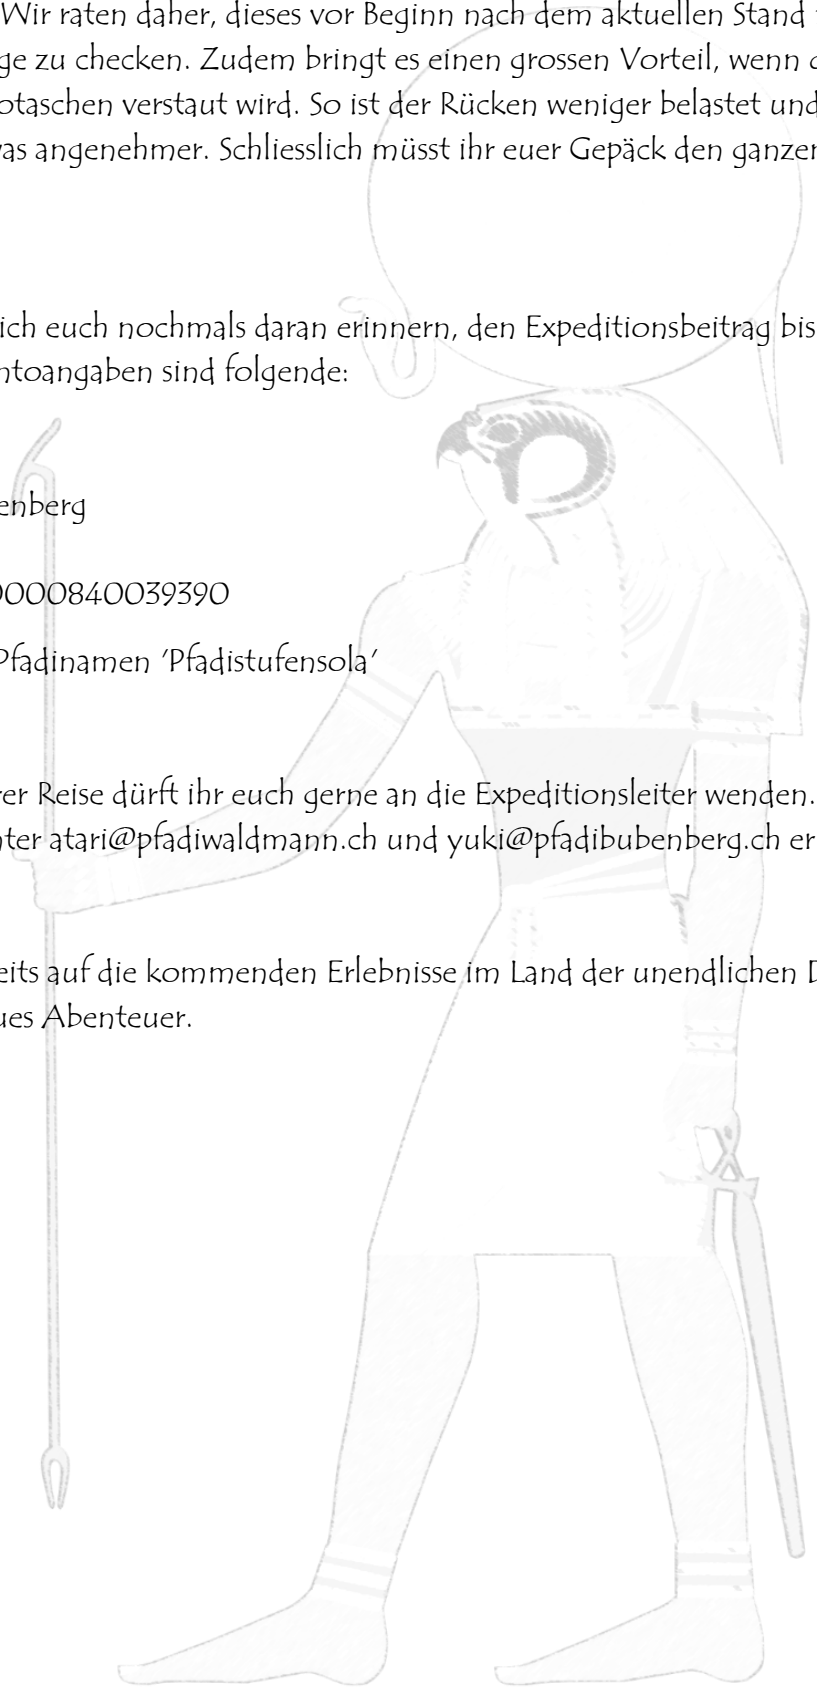 Wir raten daher, dieses vor Beginn nach dem aktuellen Stand
ge zu checken. Zudem bringt es einen grossen Vorteil, wenn
otaschen verstaut wird. So ist der Rücken weniger belastet und
as angenehmer. Schliesslich müsst ihr euer Gepäck den ganzen
ich euch nochmals daran erinnern, den Expeditionsbeitrag bis
ntoangaben sind folgende:
enberg
0000840039390
Pfadinamen 'Pfadistufensola'
rer Reise dürft ihr euch gerne an die Expeditionsleiter wenden.
nter atari@pfadiwaldmann.ch und yuki@pfadibubenberg.ch er
eits auf die kommenden Erlebnisse im Land der unendlichen D
ues Abenteuer.